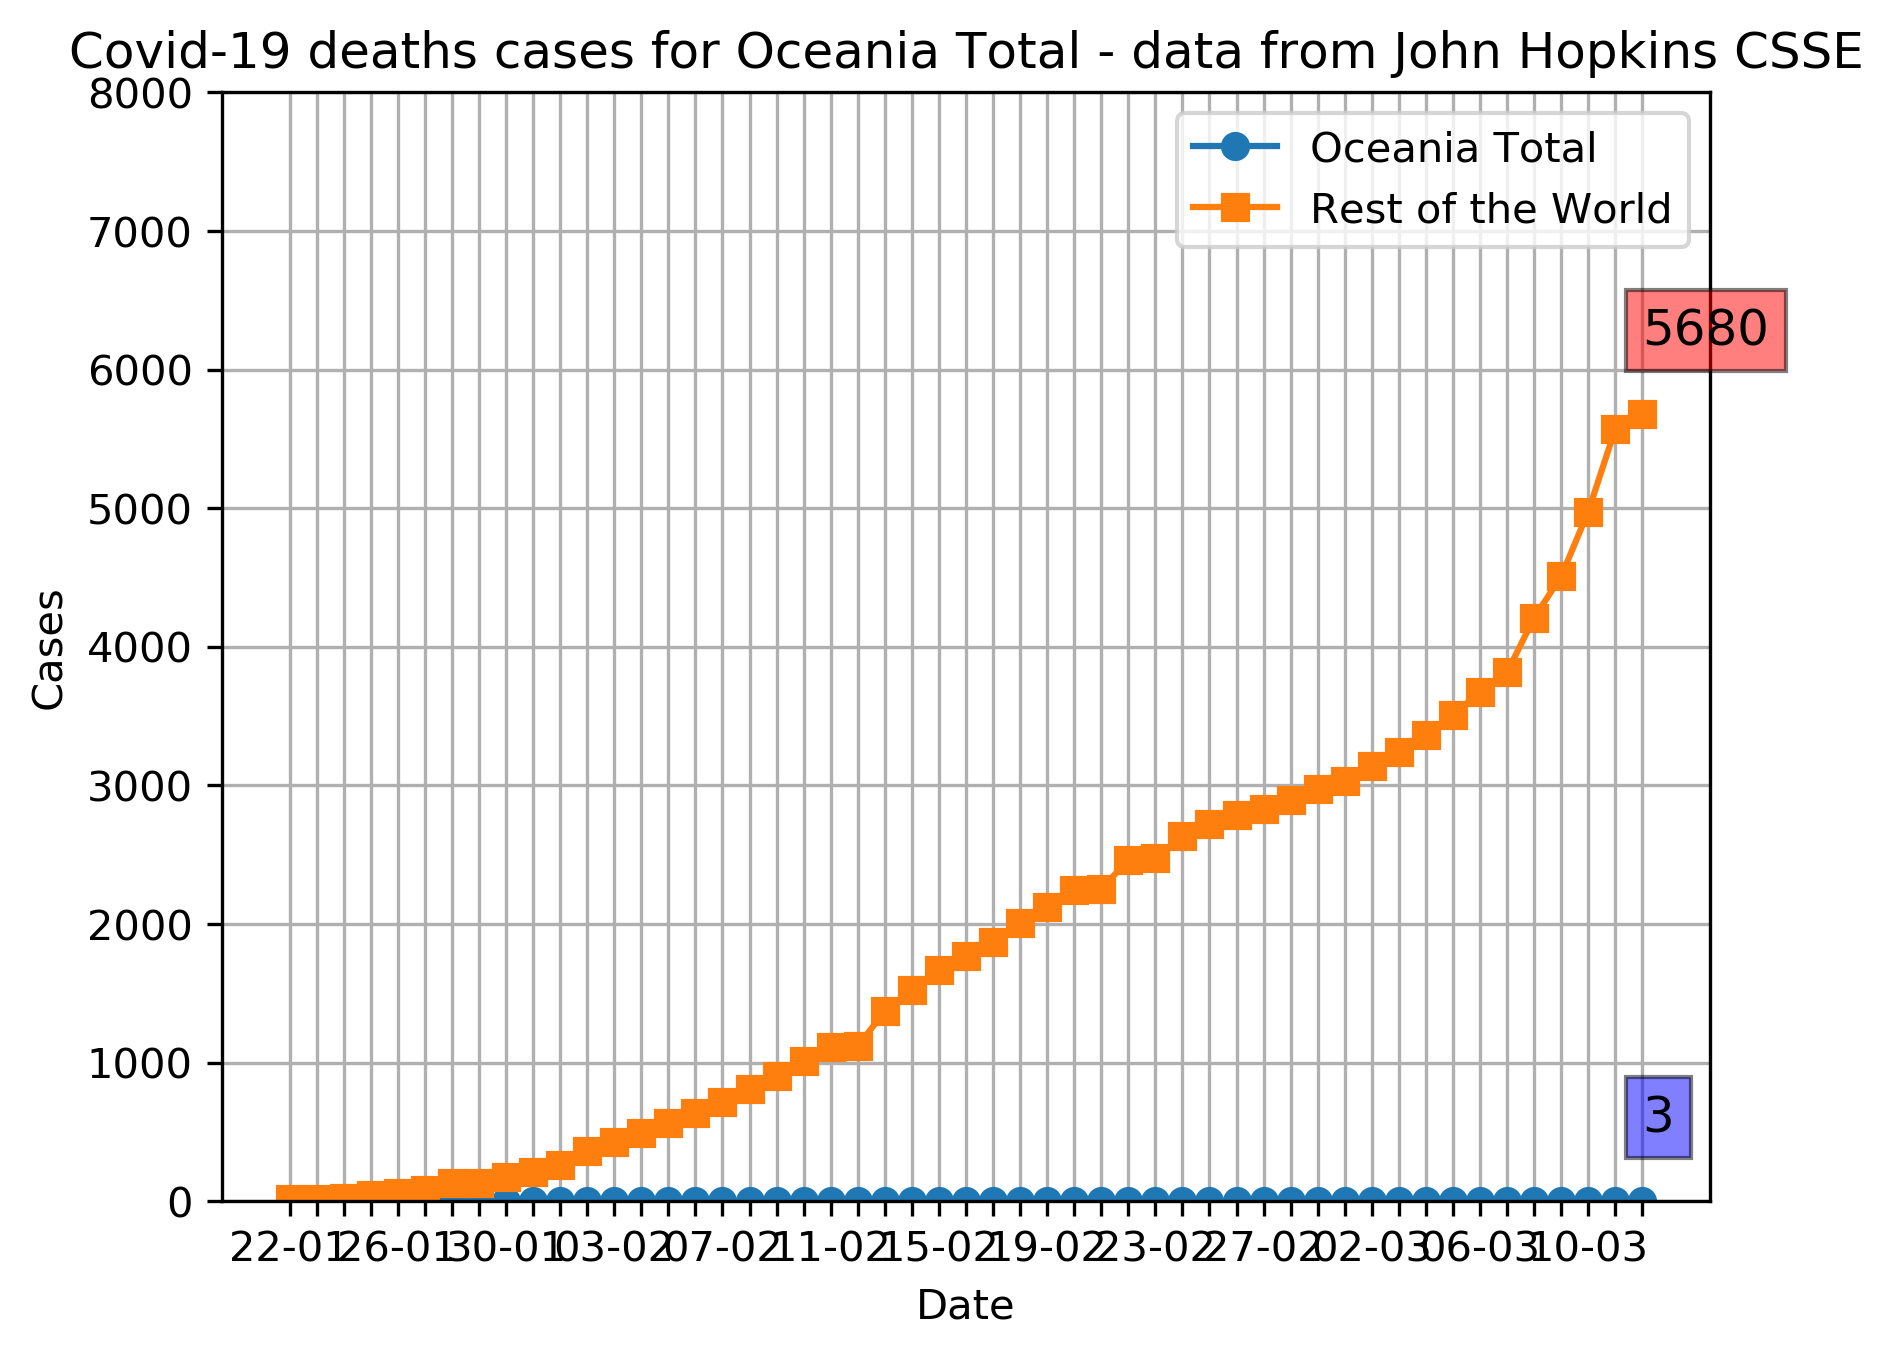 Covid-19 deaths cases for Oceania Total - data from John Hopkins CSSE
8000
7000
6000
5000
4000
3000
2000
1000
0
Cases
Oceania Total
Rest of the World
5680
3
22-01 26-01 30-01 03-02 07-02 11-02 15-02 19-02 23-02 27-02 02-03 06-03 10-03
Date